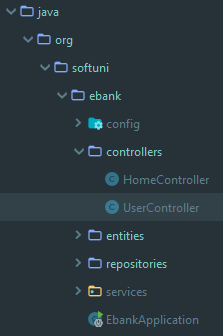 java
org
softuni
ebank
config
controllers
HomeController
UserController
entities
repositories
services
EbankApplication